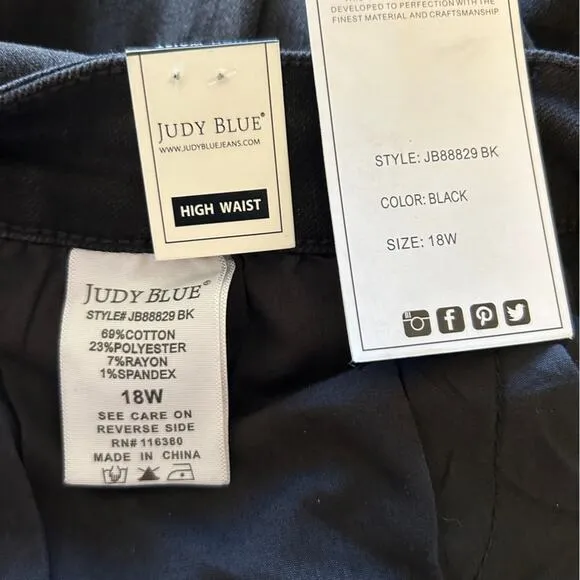 DEVELOPED TO PERFECTION WITH THE
FINEST MATERIAL AND CRAFTSMANSHIP
STYLE: JB88829 BK
COLOR: BLACK
SIZE: 18W
JUDY BLUE®
WWW.JUDYBLUEJEANS.COM
HIGH WAIST
JUDY BLUE®
STYLE# JB88829 BK
69%COTTON
23%POLYESTER
7%RAYON
1%SPANDEX
18W
SEE CARE ON
REVERSE SIDE
RN# 116380
MADE IN CHINA